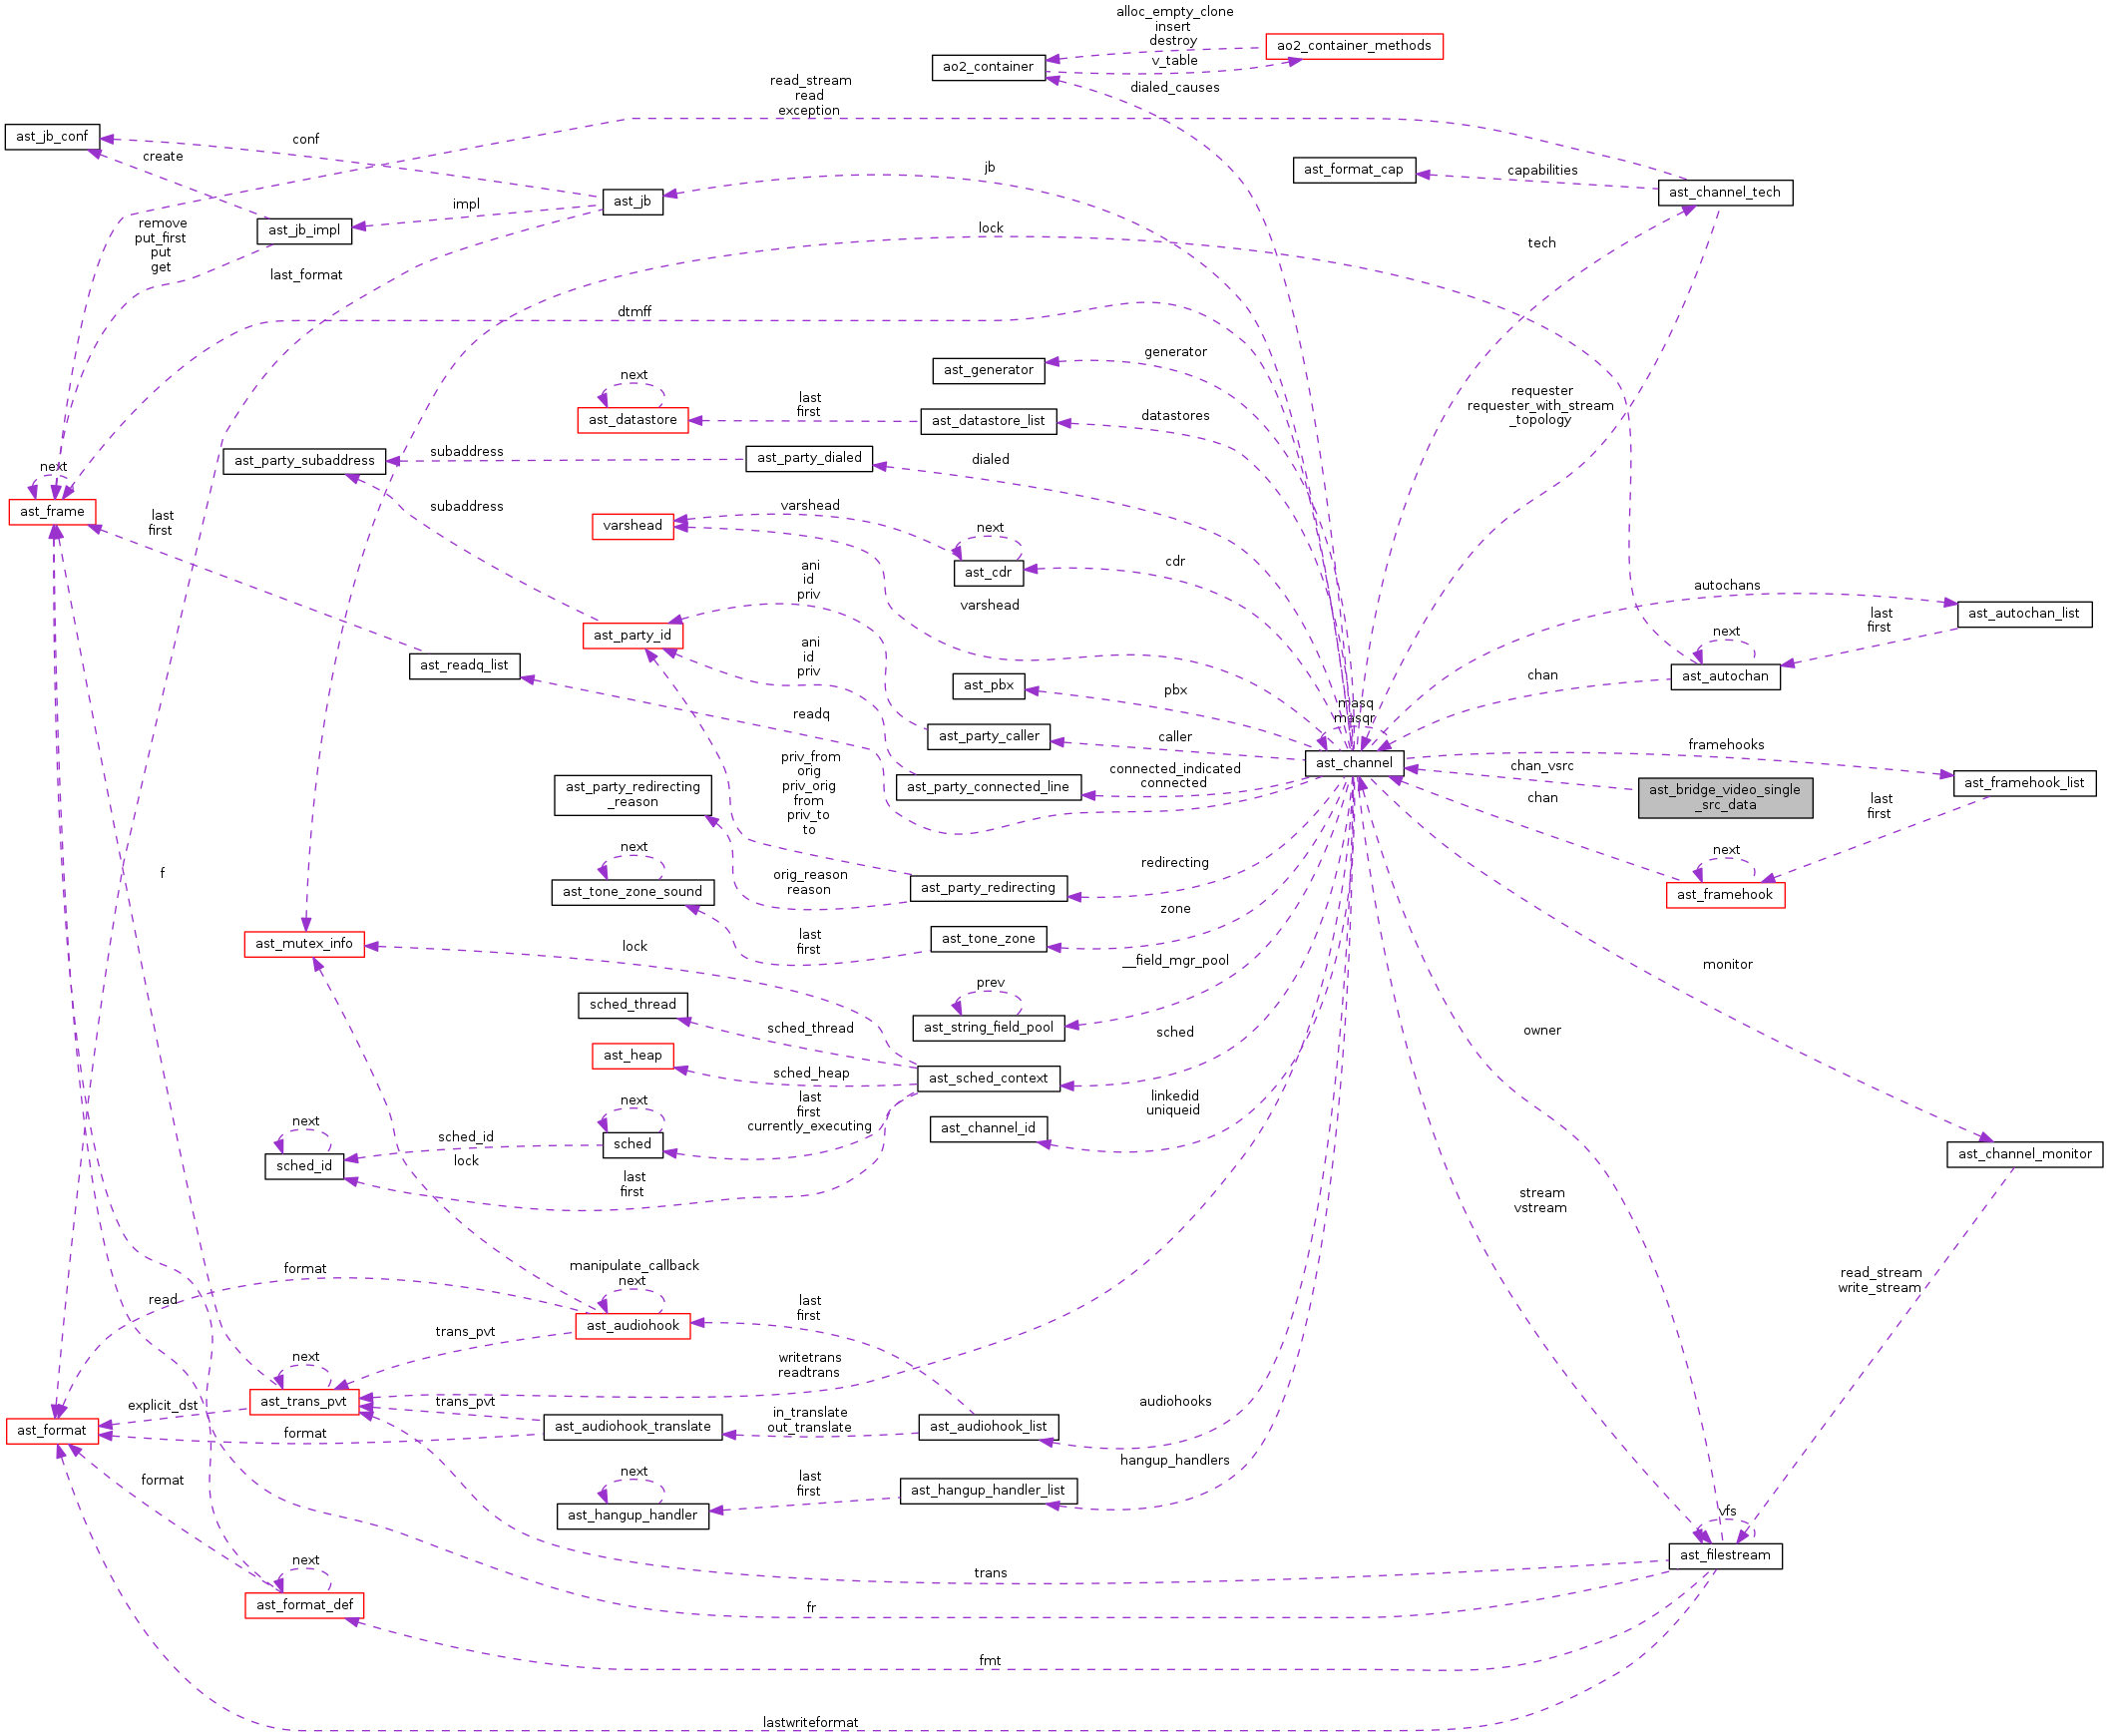 alloc_empty_clone
insert
destroy
ao2_container_methods
ao2_container
v_table
read_stream
read
exception
dialed_causes
ast_jb_conf
conf
create
jb
ast_format_cap
capabilities
ast_channel_tech
impl
ast_jb
remove
put_first
put
get
ast_jb_impl
lock
tech
last_format
dtmff
generator
ast_generator
next
last
first
ast_datastore
ast_datastore_list
datastores
requester
requester_with_stream
_topology
subaddress
ast_party_subaddress
ast_party_dialed
dialed
next
ast_frame
last
first
subaddress
varshead
varshead
next
ast_cdr
cdr
ani
id
priv
varshead
autochans
ast_autochan_list
last
first
ast_party_id
next
ani
id
priv
ast_readq_list
ast_autochan
chan
ast_pbx
pbx
readq
masq
masqr
ast_party_caller
caller
ast_channel
framehooks
priv_from
orig
priv_orig
from
priv_to
to
ast_party_redirecting
_reason
ast_party_connected_line
connected_indicated
connected
chan_vsrc
ast_bridge_video_single
_src_data
ast_framehook_list
chan
last
first
next
next
f
redirecting
orig_reason
reason
ast_party_redirecting
ast_tone_zone_sound
ast_framehook
zone
last
first
ast_tone_zone
ast_mutex_info
lock
__field_mgr_pool
monitor
prev
sched_thread
sched_thread
ast_string_field_pool
sched
owner
ast_heap
sched_heap
ast_sched_context
next
last
first
currently_executing
linkedid
uniqueid
next
sched_id
sched
ast_channel_id
sched_id
lock
ast_channel_monitor
last
first
stream
vstream
format
manipulate_callback
next
read_stream
write_stream
read
last
first
ast_audiohook
trans_pvt
next
writetrans
readtrans
explicit_dst
ast_trans_pvt
trans_pvt
audiohooks
in_translate
out_translate
ast_format
format
ast_audiohook_translate
ast_audiohook_list
hangup_handlers
format
next
last
first
ast_hangup_handler_list
ast_hangup_handler
vfs
ast_filestream
next
trans
ast_format_def
fr
fmt
lastwriteformat